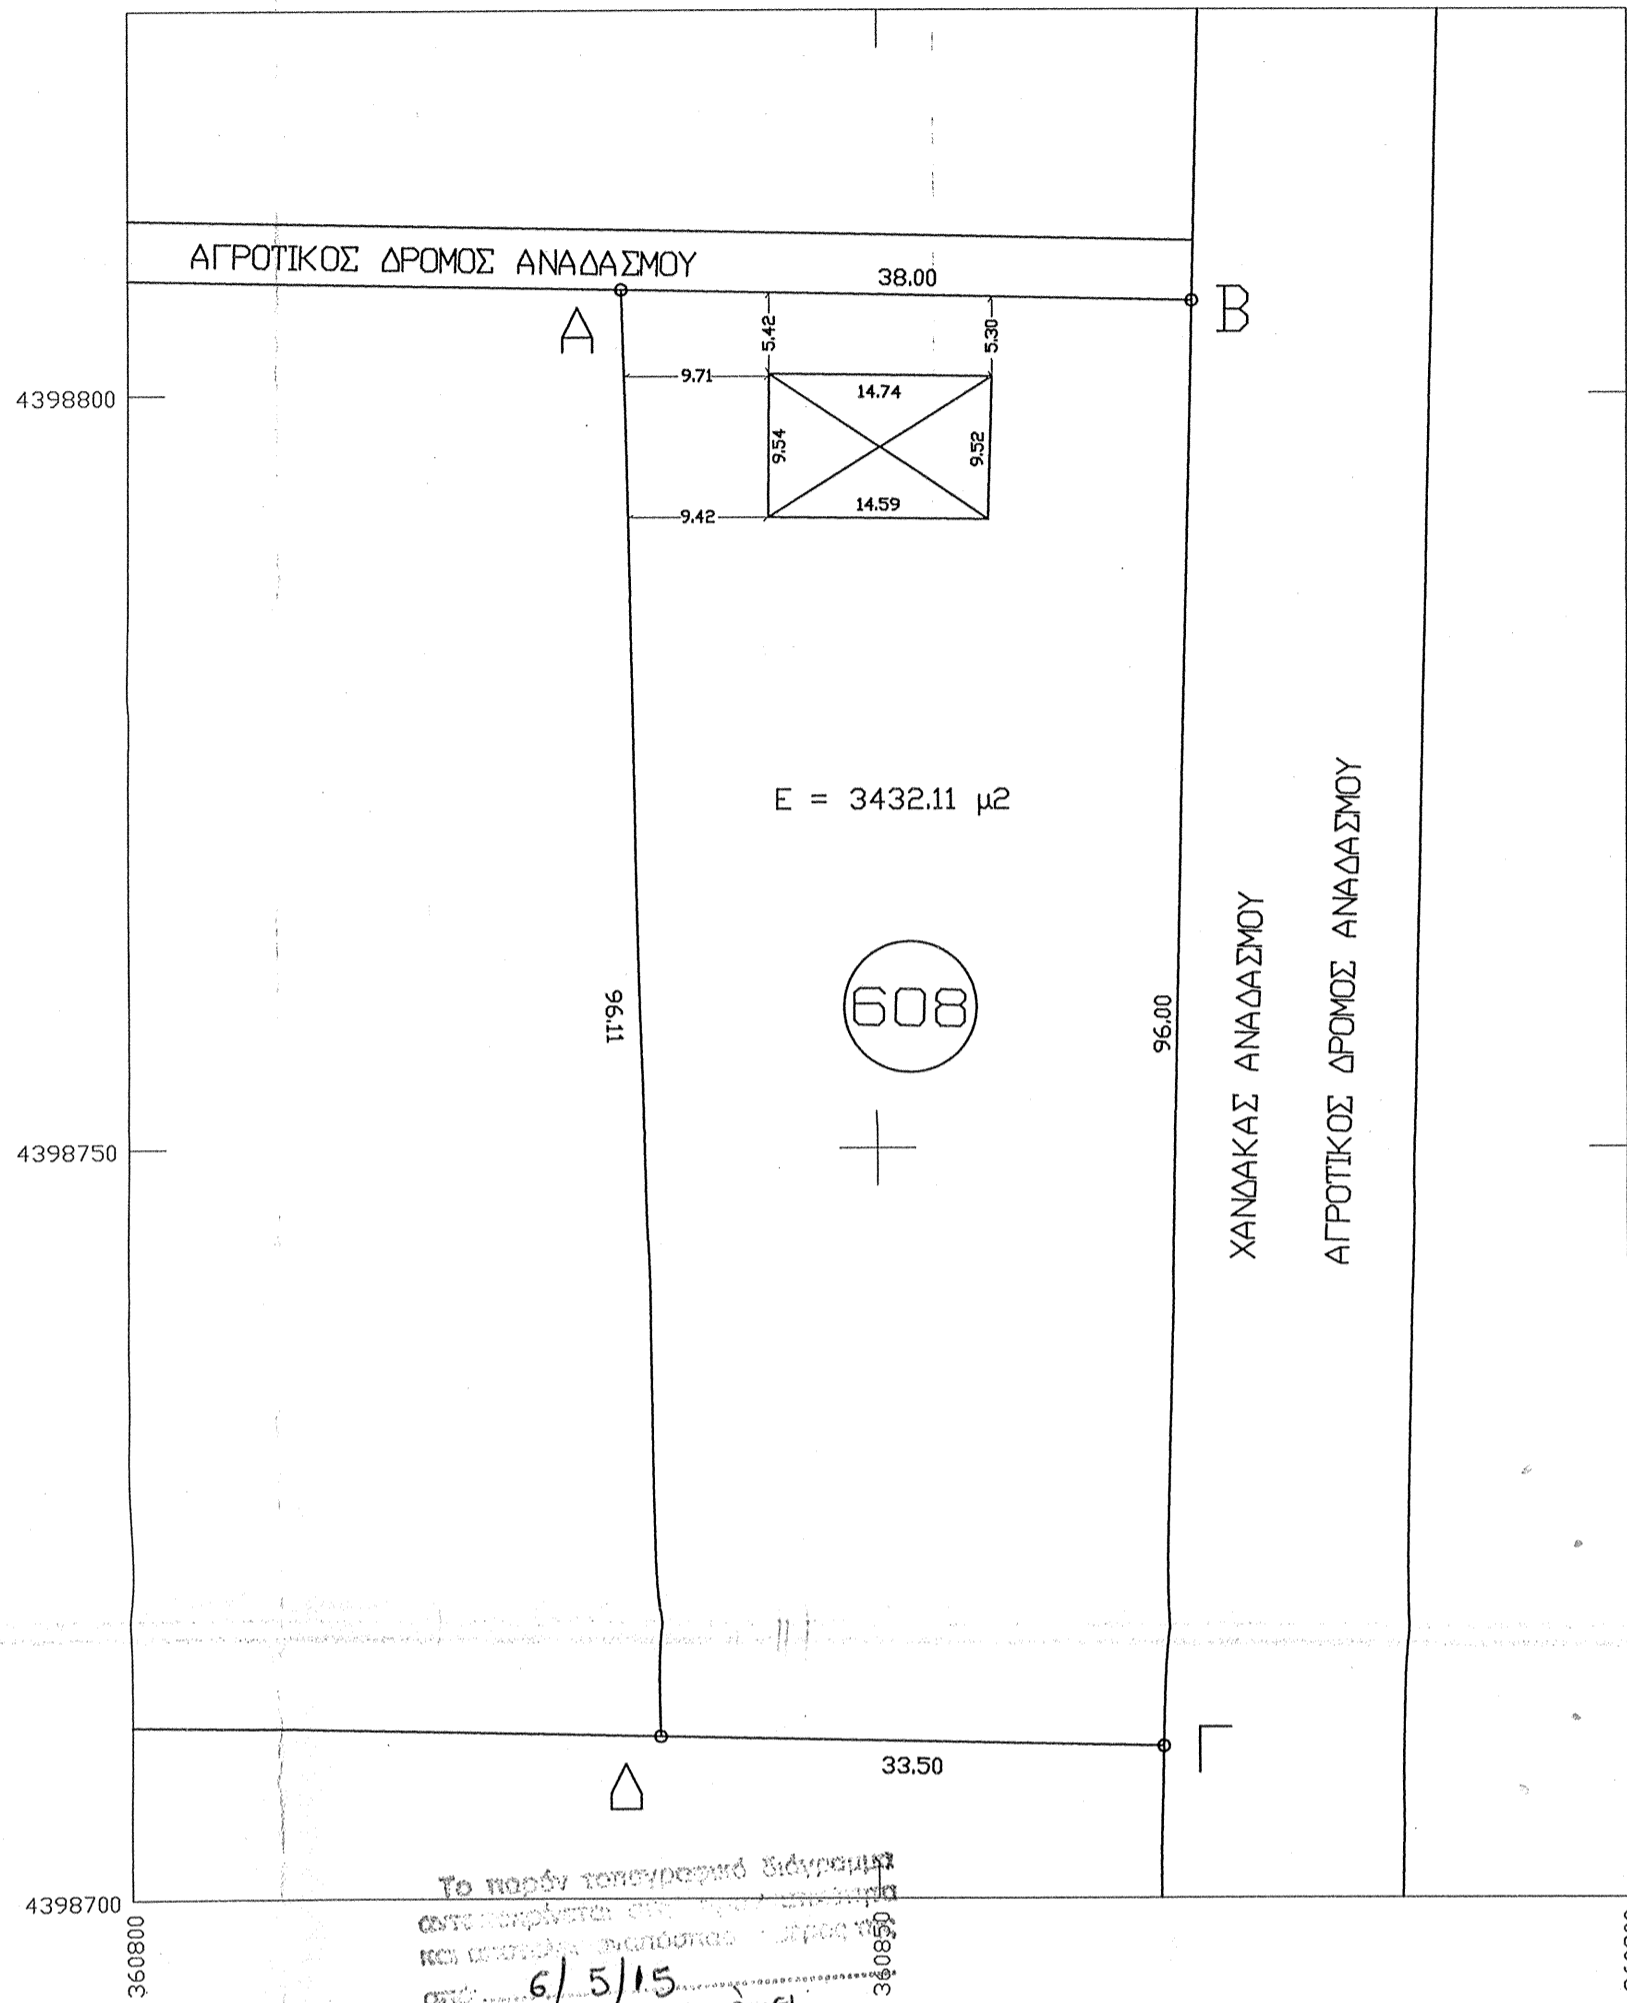 ΑΓΡΟΤΙΚΟΣ ΔΡΟΜΟΣ ΑΝΑΔΑΣΜΟΥ
38.00
Α
Β
5.42
5.30
9.71
14.74
4398800
9.54
9.52
14.59
9.42
Ε = 3432.11 μ2
608
96.11
96.00
ΧΑΝΔΑΚΑΣ ΑΝΑΔΑΣΜΟΥ
ΑΓΡΟΤΙΚΟΣ ΔΡΟΜΟΣ ΑΝΑΔΑΣΜΟΥ
4398750
33.50
Γ
Δ
Το παρόν τοπογραφικό διάγραμμα
και
4398700
6/5/15
360800
360850